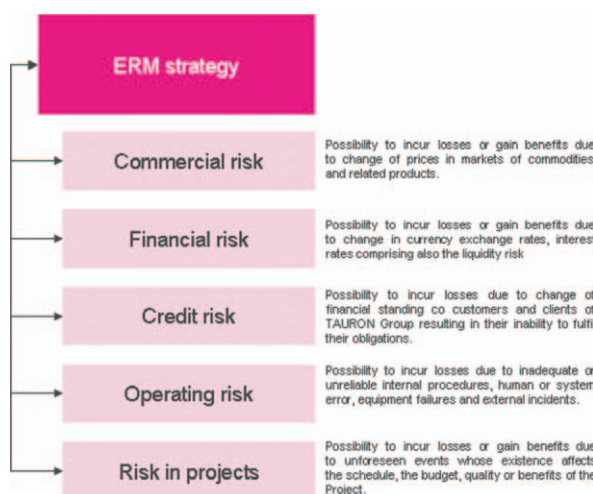 ERM strategy
Commercial risk
Possibility to incur losses or gain benefits due
to change of prices in markets of commodities
and related products.
Financial risk
Possibility to incur losses or gain benefits due
to change in currency exchange rates, interest
rates comprising also the liquidity risk
Credit risk
Possibility to incur losses due to change of
financial standing co customers and clients of
TAURON Group resulting in their inability to fulfi
their obligations.
Operating risk
Possibility to incur losses due to inadequate or
unreliable internal procedures, human or system
error, equipment failures and external incidents.
Risk in projects
Possibility to incur losses or gain benefits due
to unforeseen events whose existence affects
the schedule, the budget, quality or benefits of the
Project.